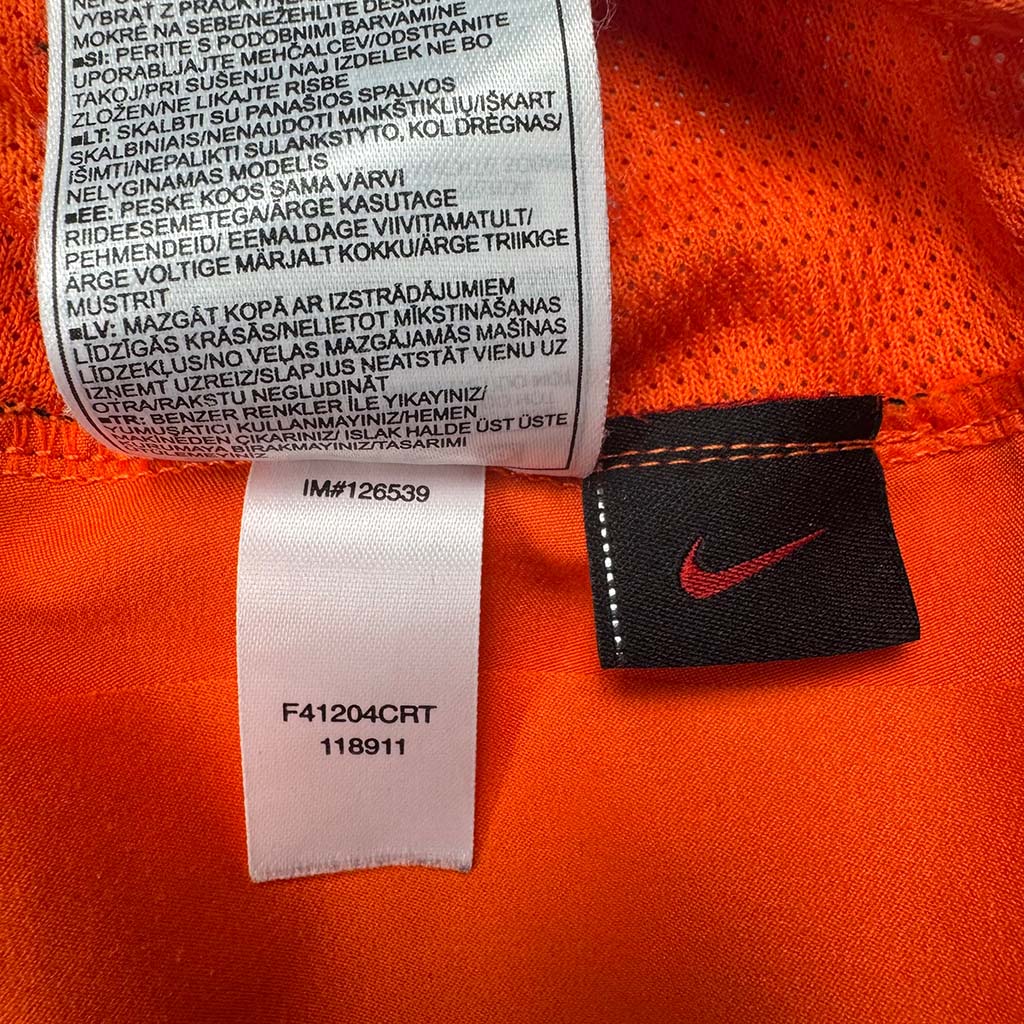 VYBRAŤ Z PRÁČKY/NE
MOKRÉ NA SEBE/NEŽEHLITE DESIGN
■SI: PERITE S PODOBNIMI BARVAMI/NE
UPORABLJAJTE MEHČALCEV/ODSTRANITE
TAKOJ/PRI SUŠENJU NAJ IZDELEK NE BO
ZLOŽEN/NE LIKAJTE RISBE
■LT: SKALBTI SU PANAŠIOS SPALVOS
SKALBINIAIS/NENAUDOTI MINKŠTIKLIŲ/IŠKART
IŠIMTI/NEPALIKTI SULANKSTYTO, KOL DRĖGNAS/
NELYGINAMAS MODELIS
■EE: PESKE KOOS SAMA VÄRVI
RIIDEESEMETEGA/ÄRGE KASUTAGE
PEHMENDEID/ EEMALDAGE VIIVITAMATULT/
ÄRGE VOLTIGE MÄRJALT KOKKU/ÄRGE TRIIKIGE
MUSTRIT
■LV: MAZGĀT KOPĀ AR IZSTRĀDĀJUMIEM
LĪDZĪGĀS KRĀSĀS/NELIETOT MĪKSTINĀŠANAS
LĪDZEKĻUS/NO VEĻAS MAZGĀJAMĀS MAŠĪNAS
IZŅEMT UZREIZ/SLAPJUS NEATSTĀT VIENU UZ
OTRA/RAKSTU NEGLUDINĀT
■TR: BENZER RENKLER İLE YIKAYINIZ/
YUMUŞATICI KULLANMAYINIZ/HEMEN
MAKİNEDEN ÇIKARINIZ/ ISLAK HALDE ÜST ÜSTE
BIRAKMAYINIZ/TASARIMI
IM#126539
F41204CRT
118911